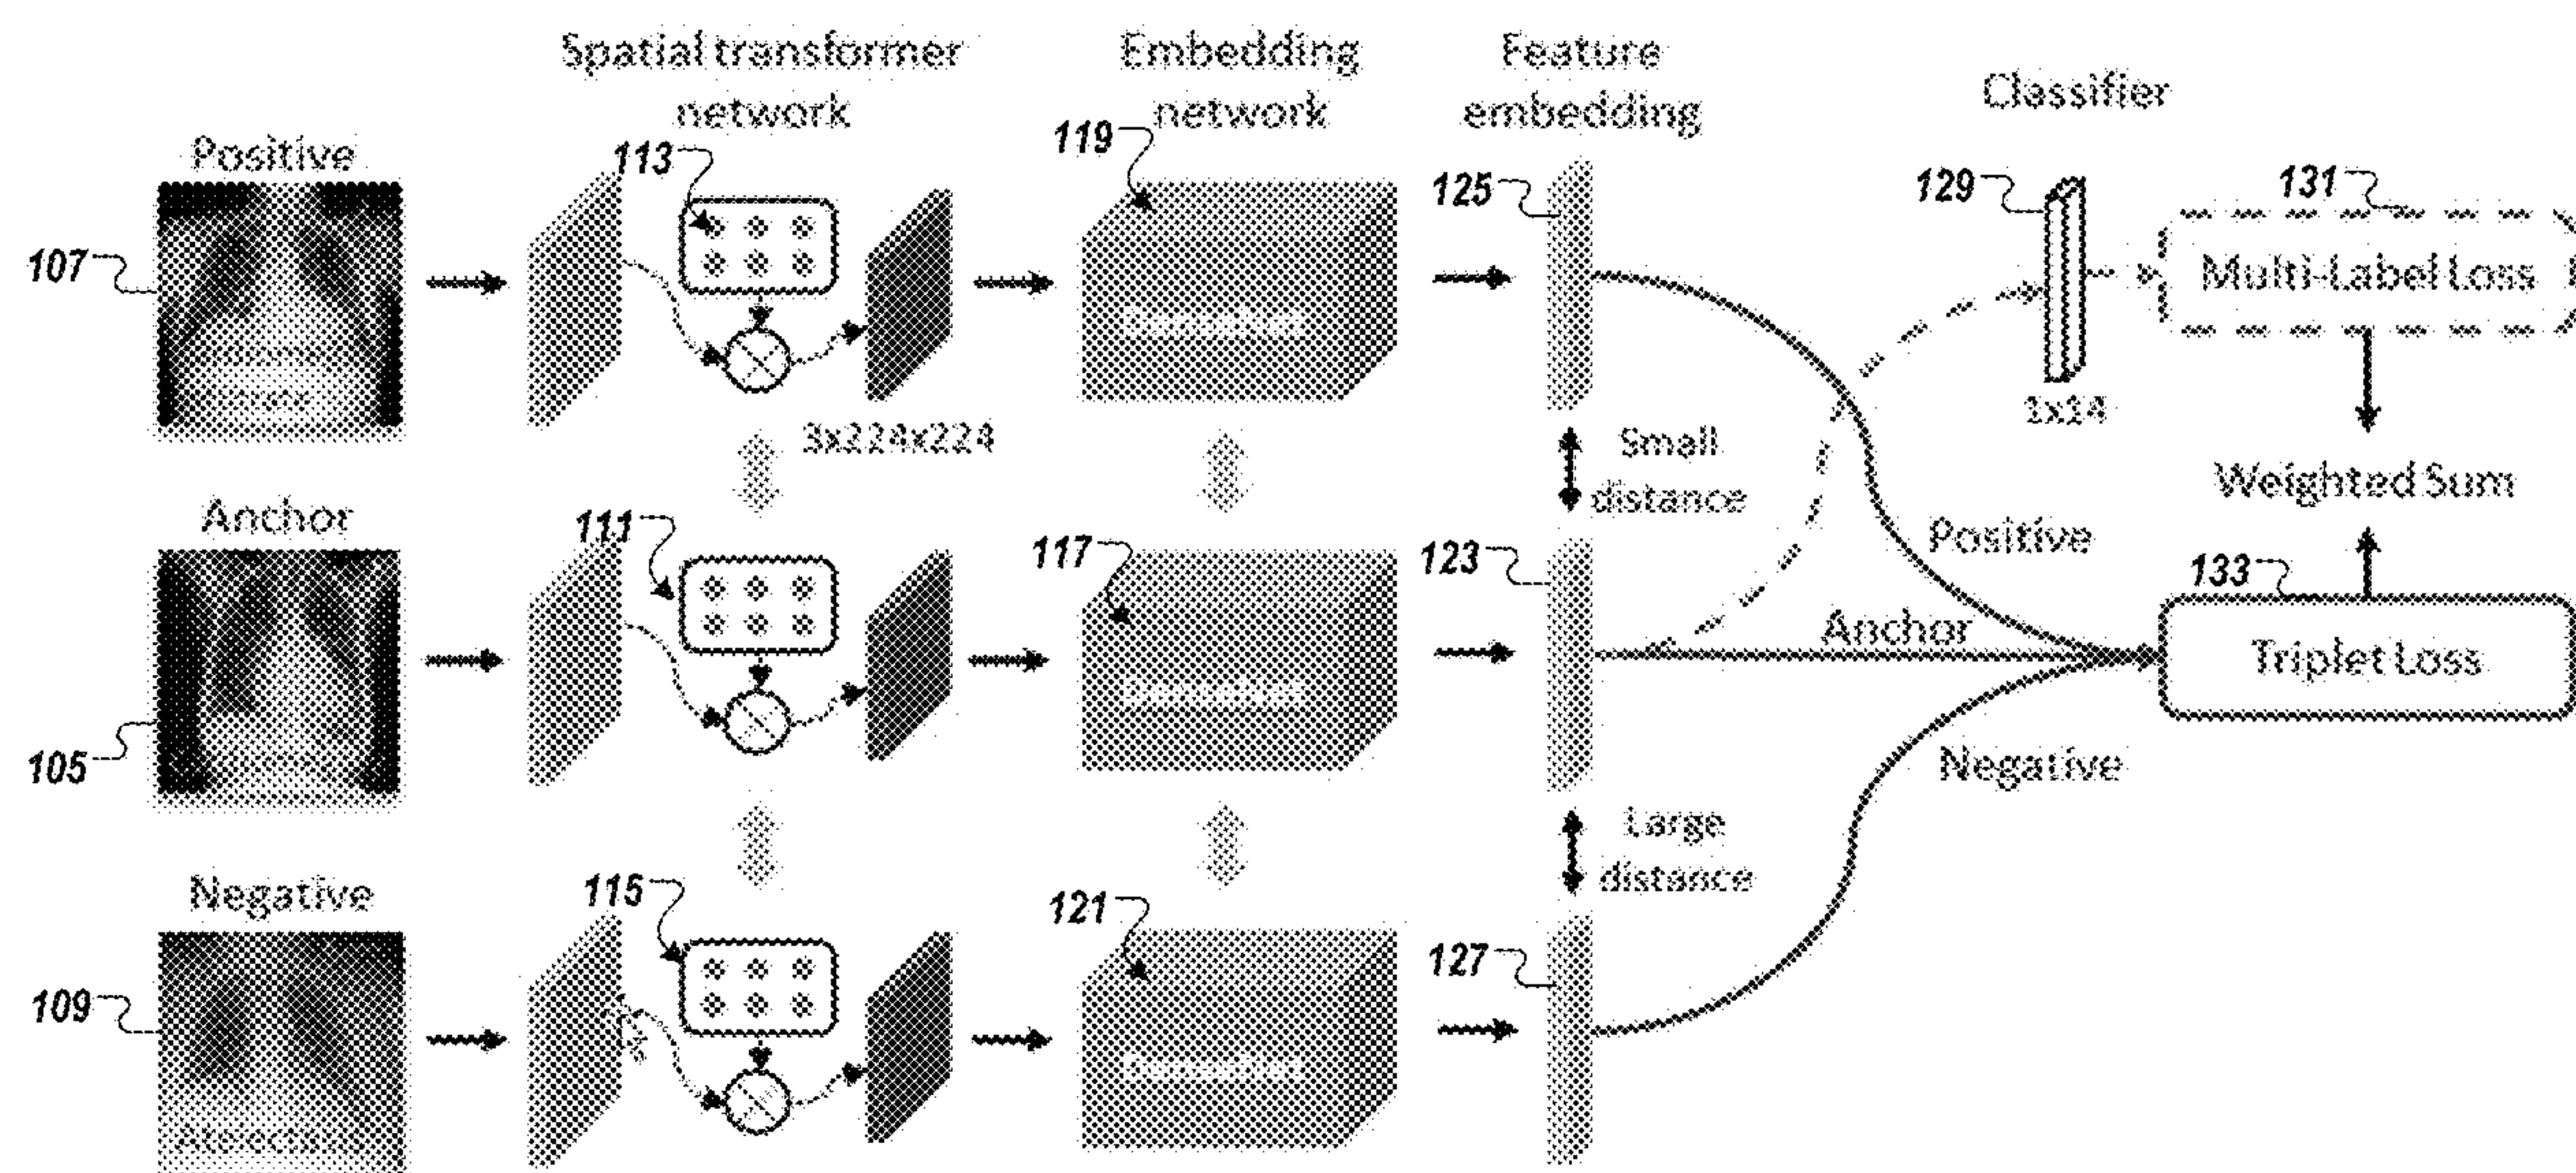 Spatial transformer
network
Embedding
network
Feature
embedding
Classifier
Positive
107
113
119
125
129
131
Multi-Label Loss
1x14
3x224x224
Small
distance
Weighted Sum
Anchor
105
111
117
123
Positive
Anchor
Negative
133
Triplet Loss
Large
distance
Negative
109
115
121
127